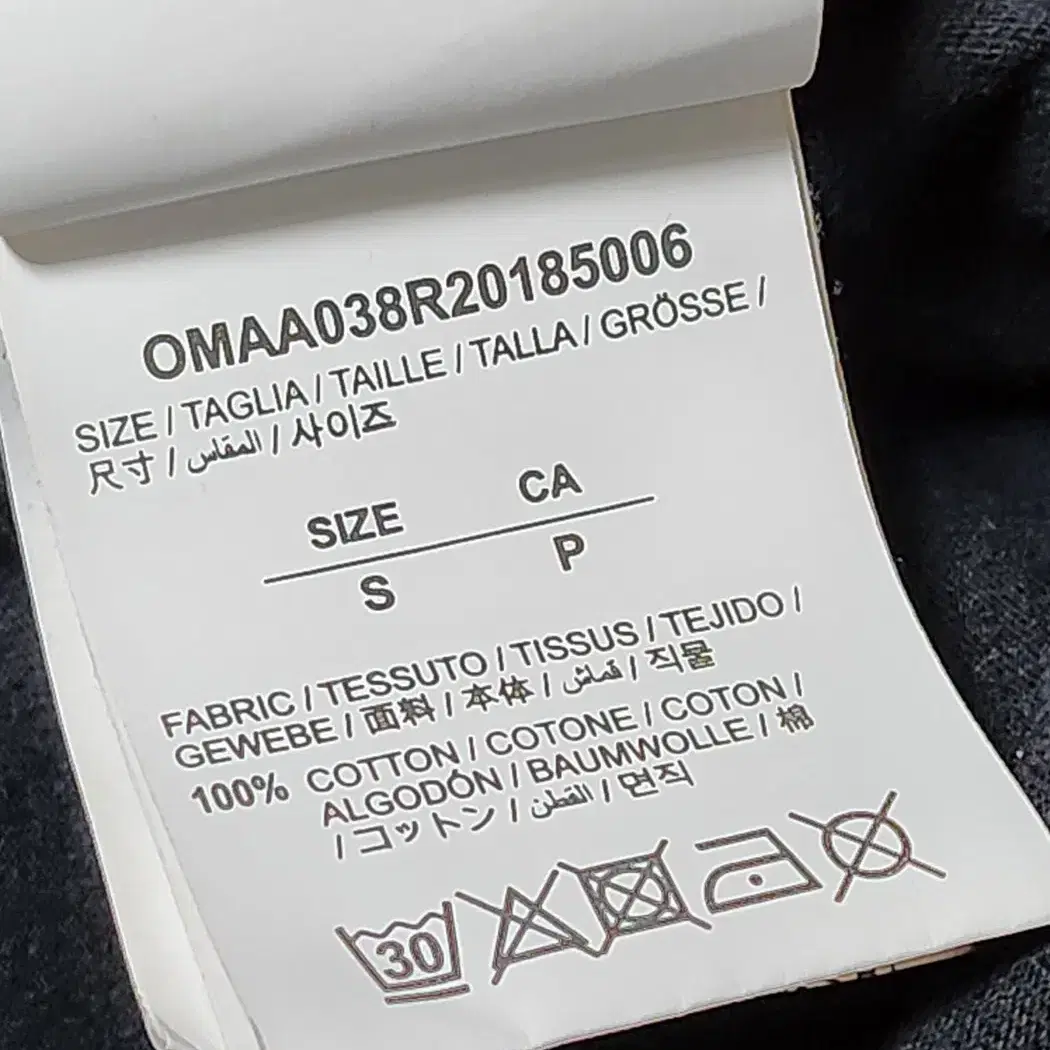 OMAA038R20185006
SIZE / TAGLIA / TAILLE / TALLA / GRÖSSE /
尺寸 / المقاس / 사이즈
SIZE CA
S P
FABRIC / TESSUTO / TISSUS / TEJIDO /
GEWEBE / 面料 / 本体 / قماش / 직물
100% COTTON / COTONE / COTON /
ALGODÓN / BAUMWOLLE / 棉
/ コットン / القطن / 면직
30